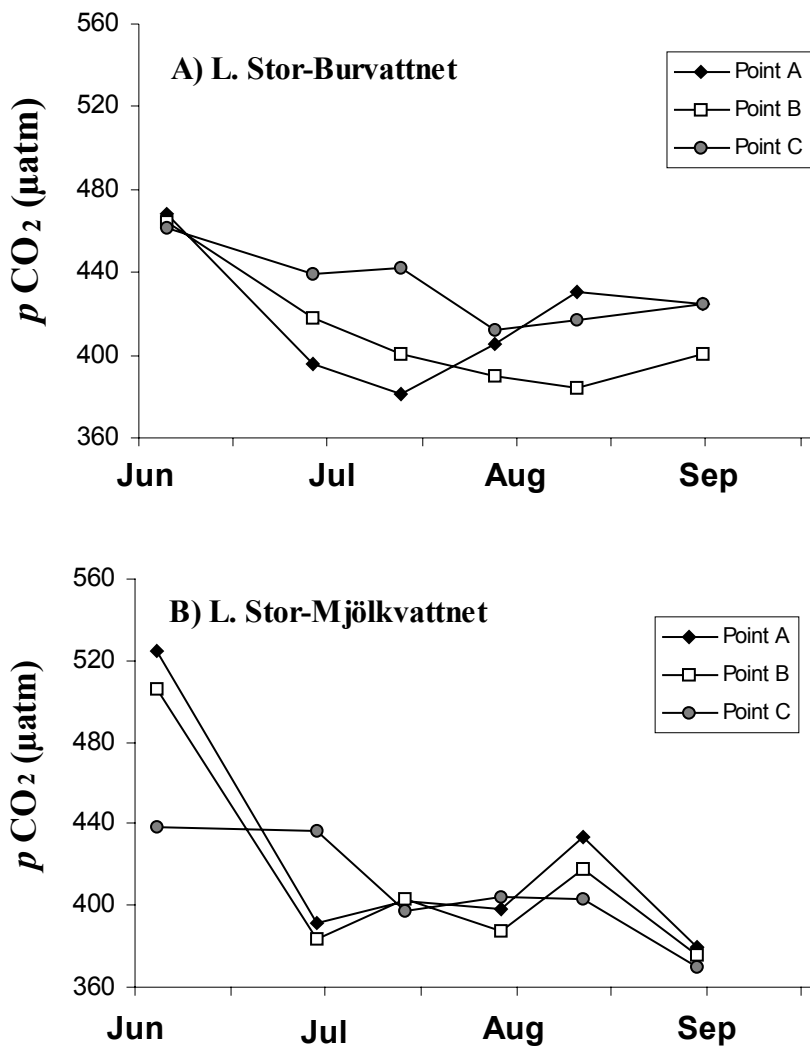 560
520
480
440
400
360
p CO2 (µatm)
A) L. Stor-Burvattnet
Point A
Point B
Point C
Jun Jul Aug Sep
560
520
480
440
400
360
p CO2 (µatm)
B) L. Stor-Mjölkvattnet
Point A
Point B
Point C
Jun Jul Aug Sep